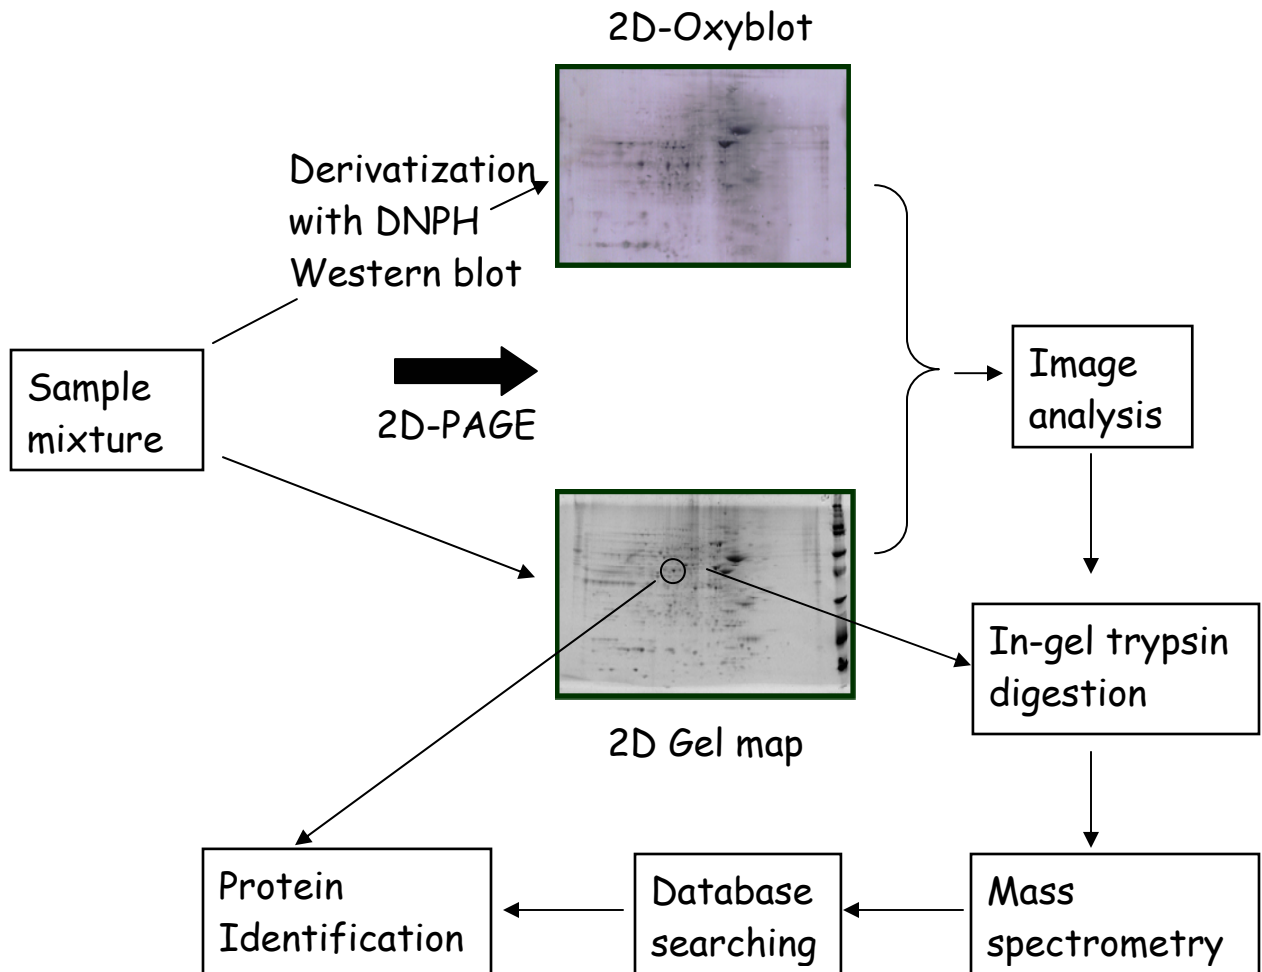 2D-Oxyblot
Derivatization
with DNPH
Western blot
Sample
mixture
2D-PAGE
Image
analysis
In-gel trypsin
digestion
2D Gel map
Protein
Identification
Database
searching
Mass
spectrometry